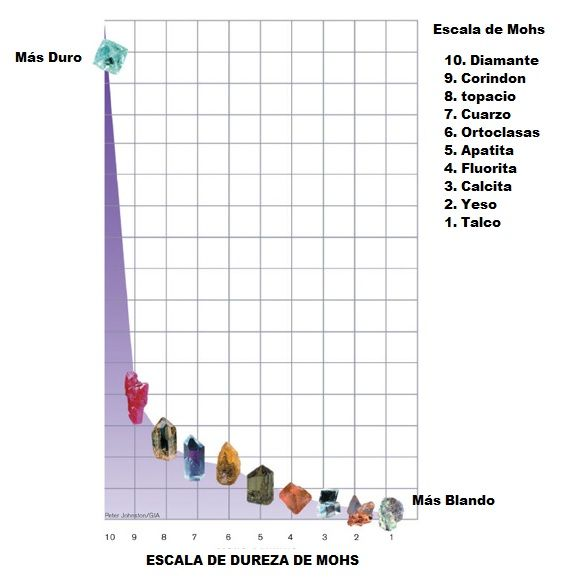 Escala de Mohs
Más Duro
10. Diamante
9. Corindon
8. topacio
7. Cuarzo
6. Ortoclasas
5. Apatita
4. Fluorita
3. Calcita
2. Yeso
1. Talco
Más Blando
Peter Johnston/GIA
10 9 8 7 6 5 4 3 2 1
ESCALA DE DUREZA DE MOHS